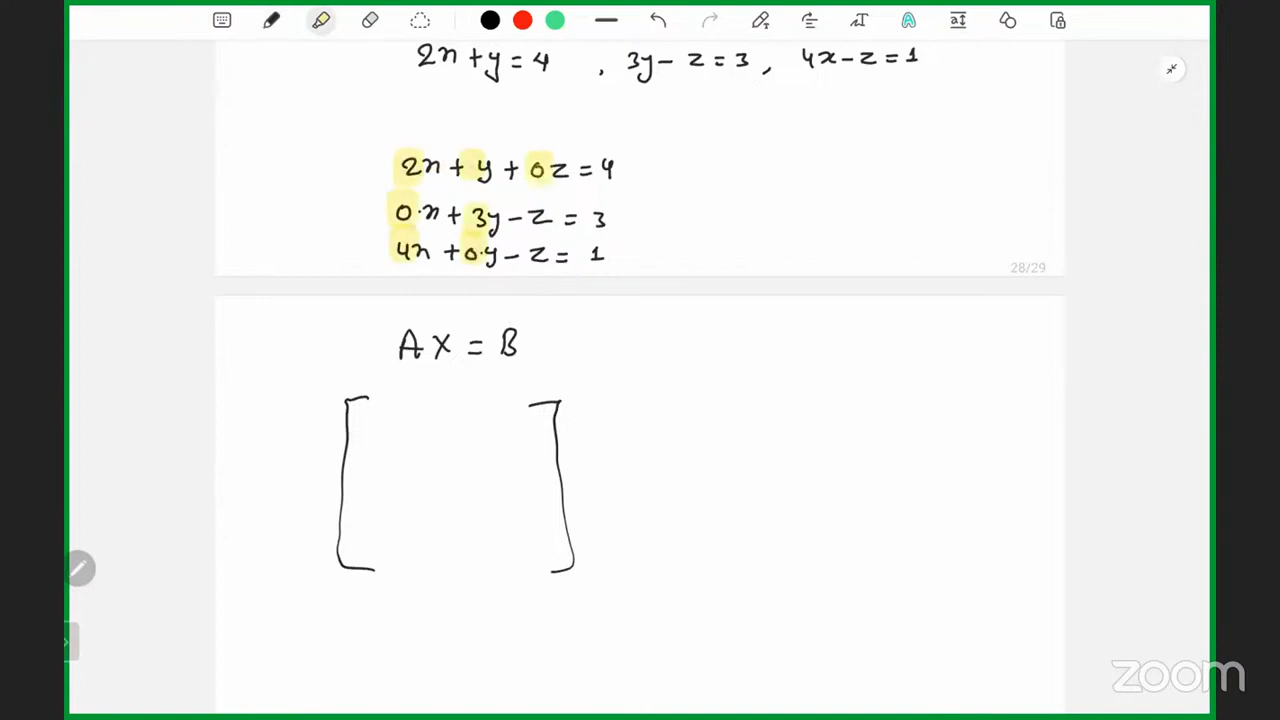 2x + y = 4 , 3y - z = 3 , 4x - z = 1
2x + y + 0z = 4
0·x + 3y - z = 3
4x + 0·y - z = 1
28/29
AX = B
zoom